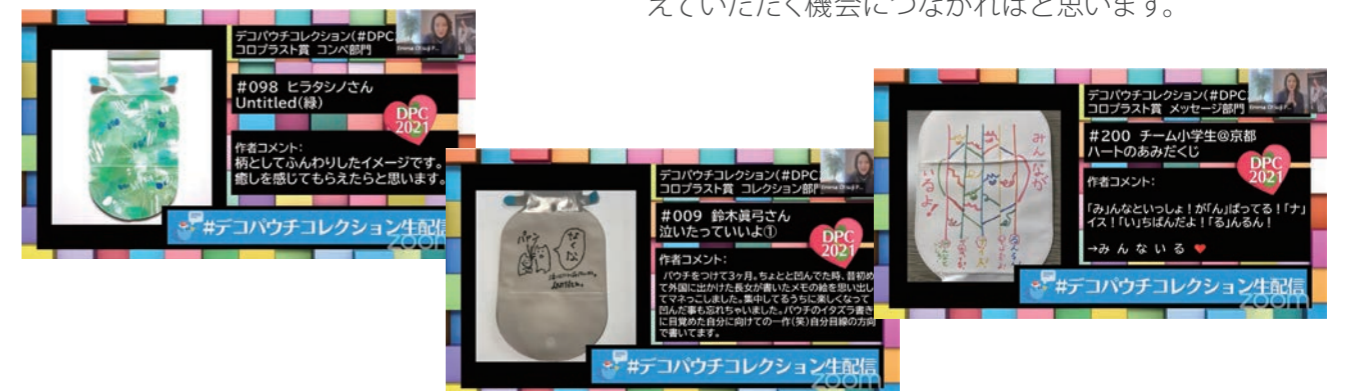 えていただく機会につながればと思います。
デコパウチコレクション(#DPC
コロプラスト賞 コンペ部門
#098 ヒラタシノさん
Untitled(緑)
DPC
2021
作者コメント:
柄としてふんわりしたイメージです。
癒しを感じてもらえたらと思います。
#デコパウチコレクション生配信
zoom
デコパウチコレクション(#DPC
コロプラスト賞 コレクション部門
#009 鈴木眞弓さん
泣いたっていいよ①
DPC
2021
作者コメント:
パウチをつけて3ヶ月。ちょとと凹んでた時、昔初め
て外国に出かけた長女が書いたメモの絵を思い出し
てマネっこしました。集中してるうちに楽しくなって
凹んだ事も忘れちゃいました。パウチのイタズラ書き
に目覚めた自分に向けての一作(笑)自分目線の方向
で書いてます。
なくな
#デコパウチコレクション生配信
zoom
デコパウチコレクション(#DPC
コロプラスト賞 メッセージ部門
#200 チーム小学生@京都
ハートのあみだくじ
DPC
2021
作者コメント:
「み」んなといっしょ!が「ん」ばってる!「ナ」
イス!「い」ちばんだよ!「る」んるん!
→み ん な い る ♥
みんなが
いるよ!
#デコパウチコレクション生配信
zoom